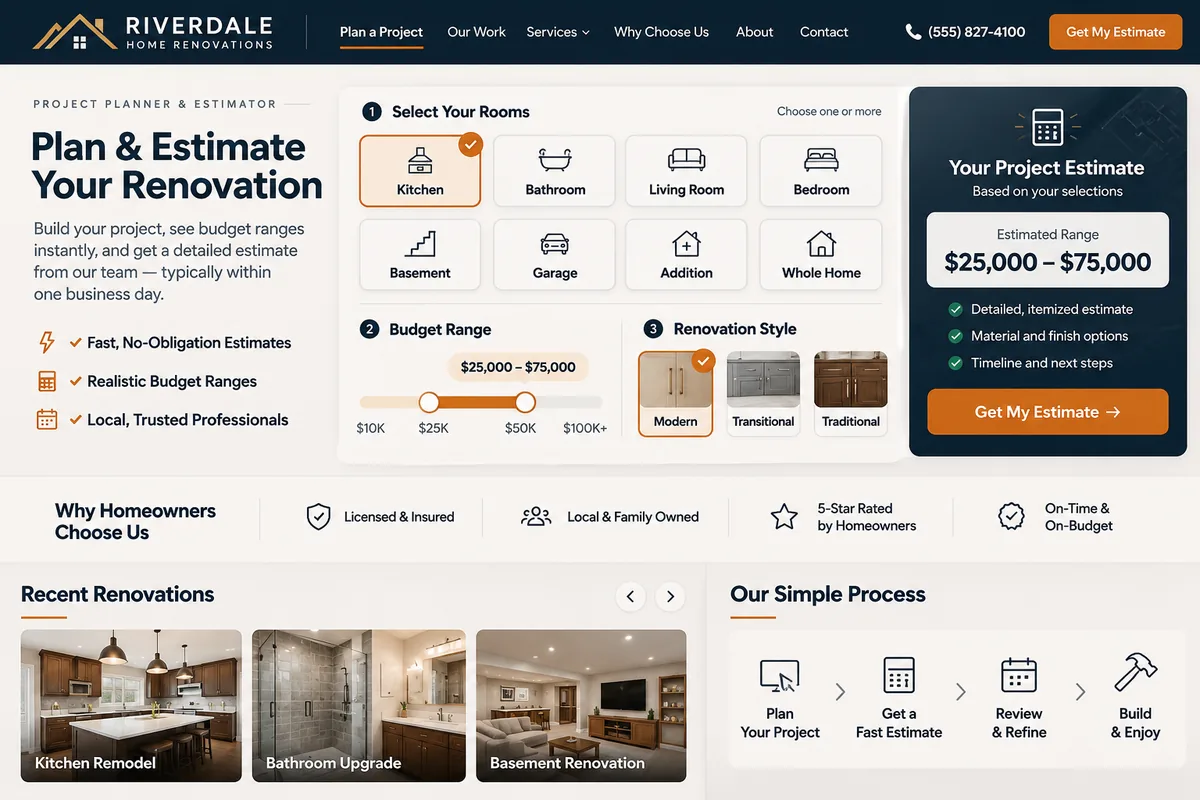 RIVERDALE
HOME RENOVATIONS
Plan a Project
Our Work
Services
Why Choose Us
About
Contact
(555) 827-4100
Get My Estimate
PROJECT PLANNER & ESTIMATOR
Plan & Estimate
Your Renovation
Build your project, see budget ranges
instantly, and get a detailed estimate
from our team — typically within
one business day.
Fast, No-Obligation Estimates
Realistic Budget Ranges
Local, Trusted Professionals
1 Select Your Rooms
Choose one or more
Kitchen
Bathroom
Living Room
Bedroom
Basement
Garage
Addition
Whole Home
2 Budget Range
$25,000 – $75,000
$10K
$25K
$50K
$100K+
3 Renovation Style
Modern
Transitional
Traditional
Your Project Estimate
Based on your selections
Estimated Range
$25,000 – $75,000
Detailed, itemized estimate
Material and finish options
Timeline and next steps
Get My Estimate →
Why Homeowners
Choose Us
Licensed & Insured
Local & Family Owned
5-Star Rated
by Homeowners
On-Time &
On-Budget
Recent Renovations
Kitchen Remodel
Bathroom Upgrade
Basement Renovation
Our Simple Process
Plan
Your Project
Get a
Fast Estimate
Review
& Refine
Build
& Enjoy